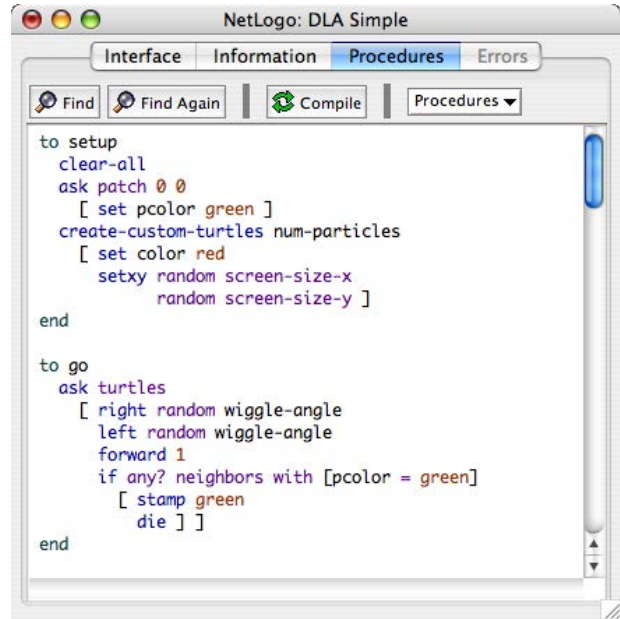 NetLogo: DLA Simple
Interface Information Procedures Errors
Find Find Again Compile Procedures
to setup
  clear-all
  ask patch 0 0
    [ set pcolor green ]
  create-custom-turtles num-particles
    [ set color red
      setxy random screen-size-x
            random screen-size-y ]
end

to go
  ask turtles
    [ right random wiggle-angle
      left random wiggle-angle
      forward 1
      if any? neighbors with [pcolor = green]
        [ stamp green
          die ] ]
end